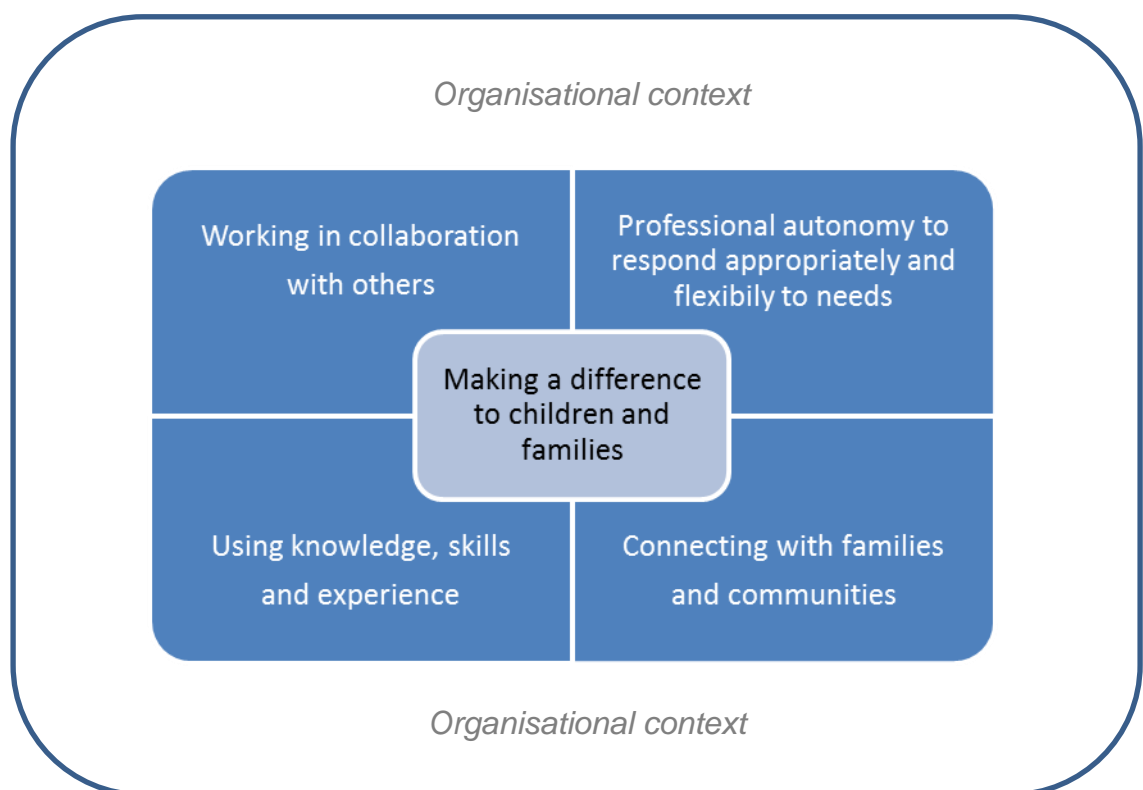 Organisational context
Working in collaboration
with others
Professional autonomy to
respond appropriately and
flexibily to needs
Making a difference
to children and
families
Using knowledge, skills
and experience
Connecting with families
and communities
Organisational context